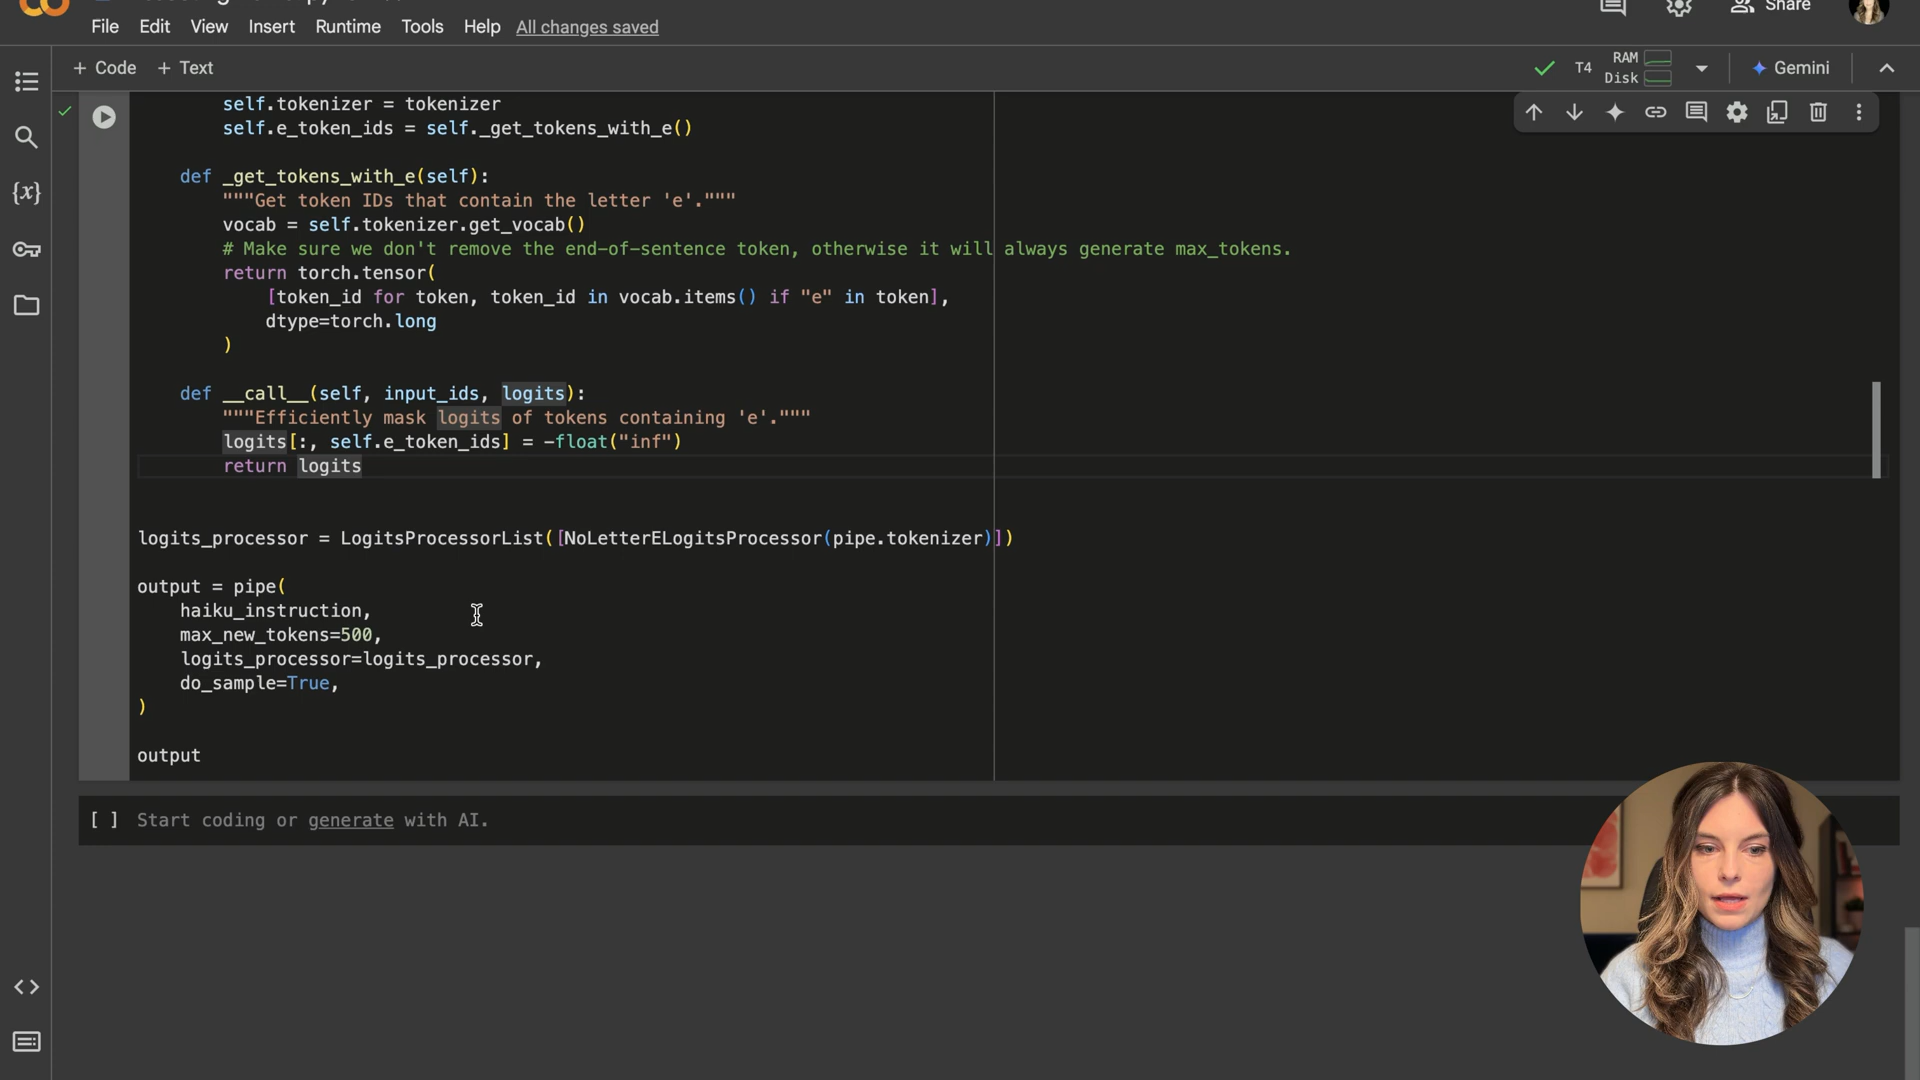 Share
File Edit View Insert Runtime Tools Help All changes saved
+ Code + Text
T4 RAM Disk Gemini
self.tokenizer = tokenizer
self.e_token_ids = self._get_tokens_with_e()
def _get_tokens_with_e(self):
"""Get token IDs that contain the letter 'e'."""
vocab = self.tokenizer.get_vocab()
# Make sure we don't remove the end-of-sentence token, otherwise it will always generate max_tokens.
return torch.tensor(
[token_id for token, token_id in vocab.items() if "e" in token],
dtype=torch.long
)
def __call__(self, input_ids, logits):
"""Efficiently mask logits of tokens containing 'e'."""
logits[:, self.e_token_ids] = -float("inf")
return logits
logits_processor = LogitsProcessorList([NoLetterELogitsProcessor(pipe.tokenizer)])
output = pipe(
haiku_instruction,
max_new_tokens=500,
logits_processor=logits_processor,
do_sample=True,
)
output
[ ] Start coding or generate with AI.